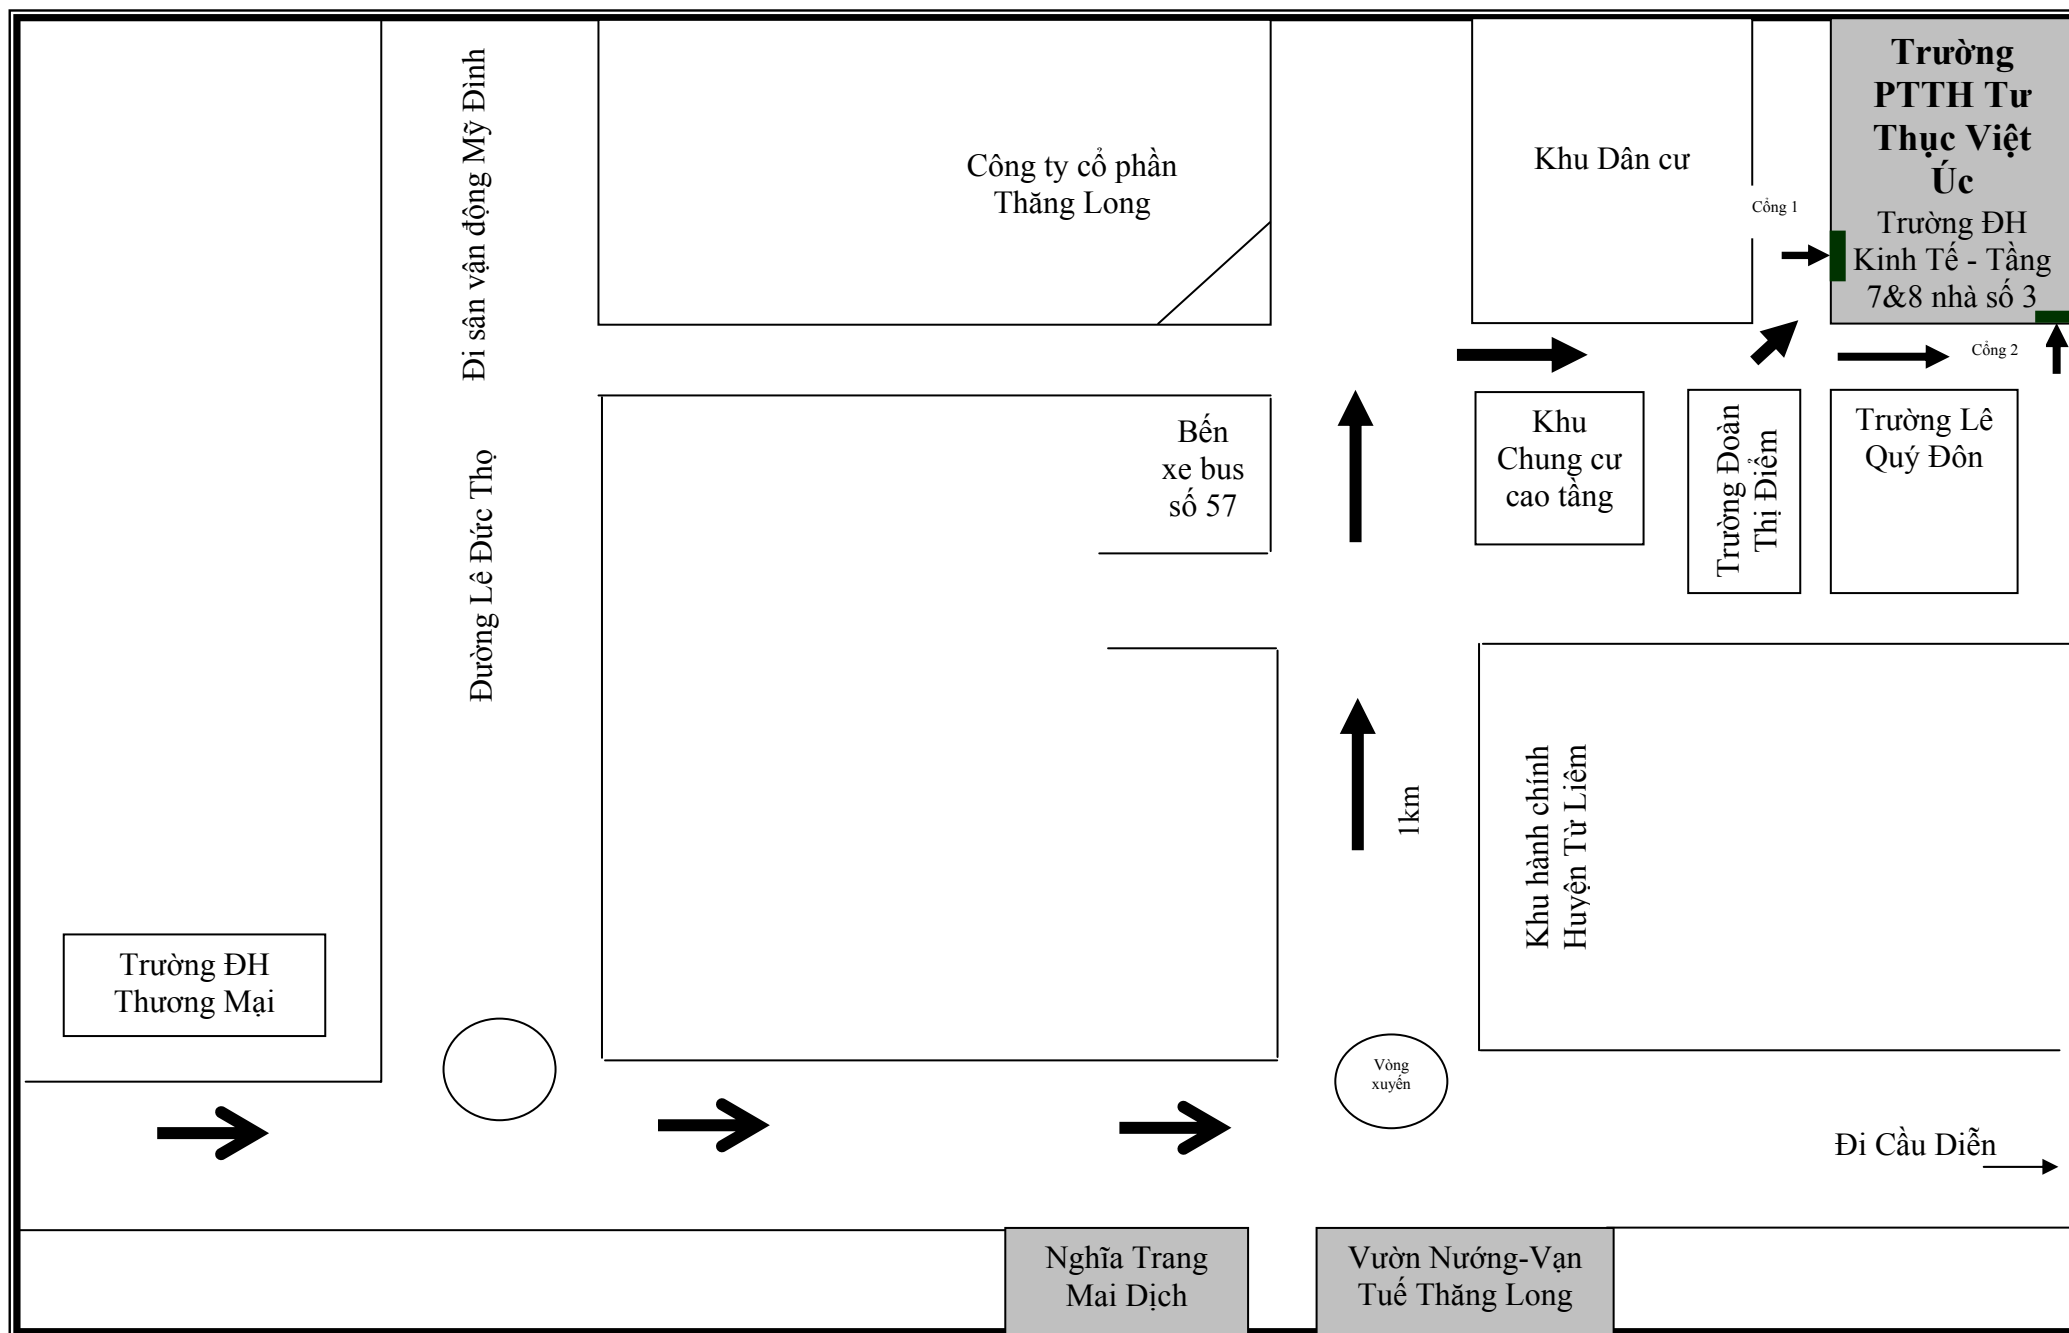 Đi sân vận động Mỹ Đình
Công ty cổ phần
Thăng Long
Khu Dân cư
Cổng 1
Trường
PTTH Tư
Thục Việt
Úc
Trường ĐH
Kinh Tế - Tầng
7&8 nhà số 3
Cổng 2
Đường Lê Đức Thọ
Bến
xe bus
số 57
Khu
Chung cư
cao tầng
Trường Đoàn
Thị Điểm
Trường Lê
Quý Đôn
1km
Khu hành chính
Huyện Từ Liêm
Trường ĐH
Thương Mại
Vòng
xuyến
Đi Cầu Diễn
Nghĩa Trang
Mai Dịch
Vườn Nướng-Vạn
Tuế Thăng Long